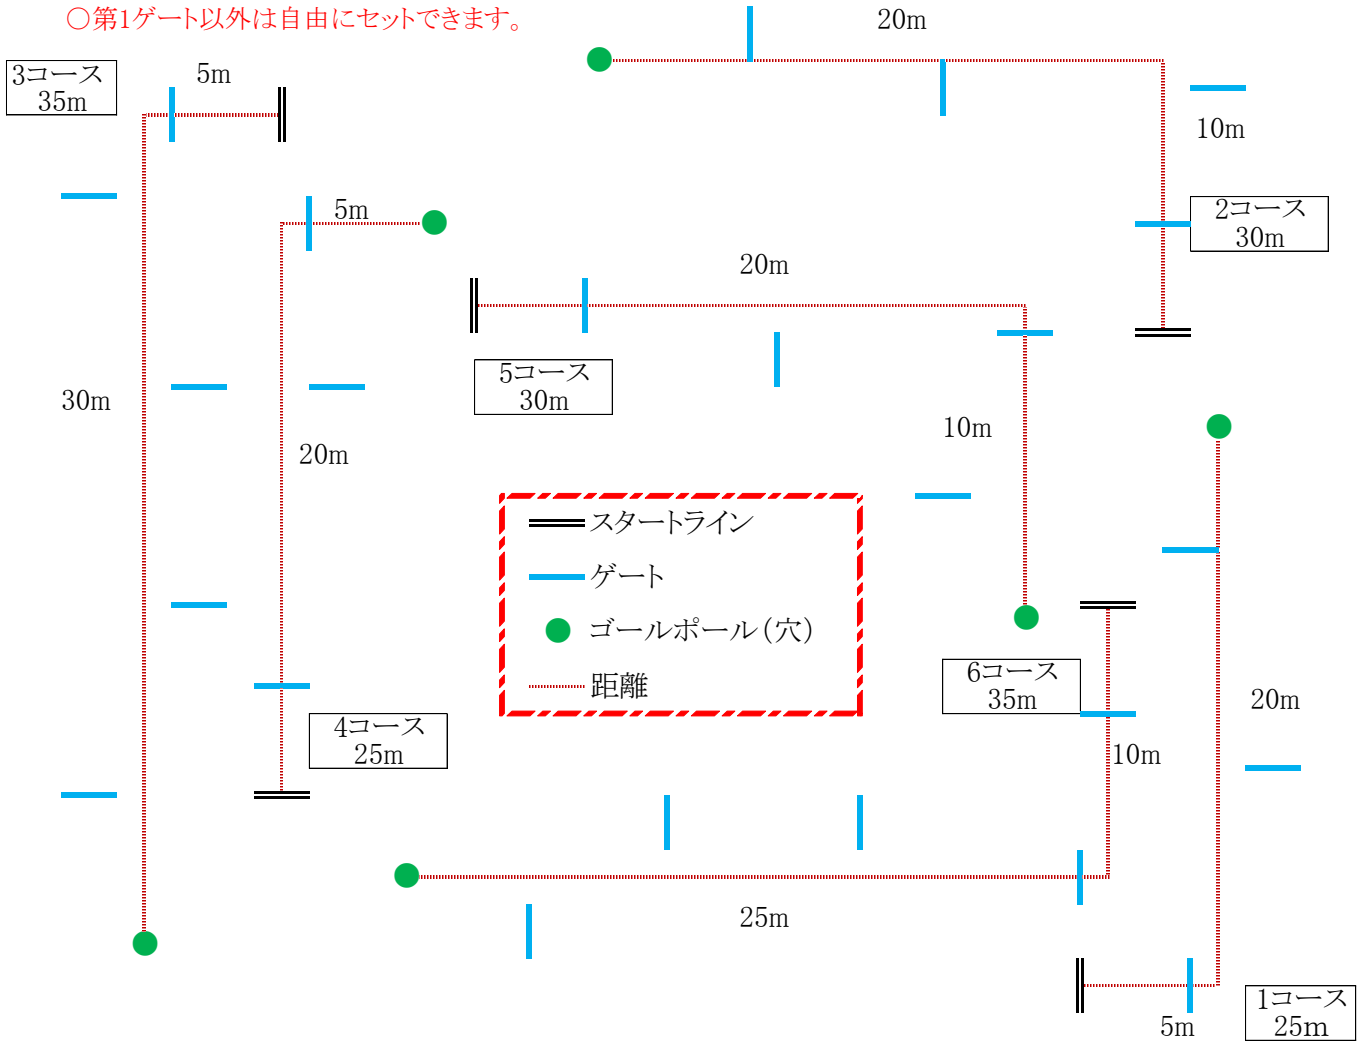 ○第1ゲート以外は自由にセットできます。
20m
3コース
35m
5m
10m
5m
2コース
30m
20m
5コース
30m
30m
10m
20m
スタートライン
ゲート
ゴールポール(穴)
距離
6コース
35m
20m
4コース
25m
10m
25m
1コース
25m
5m